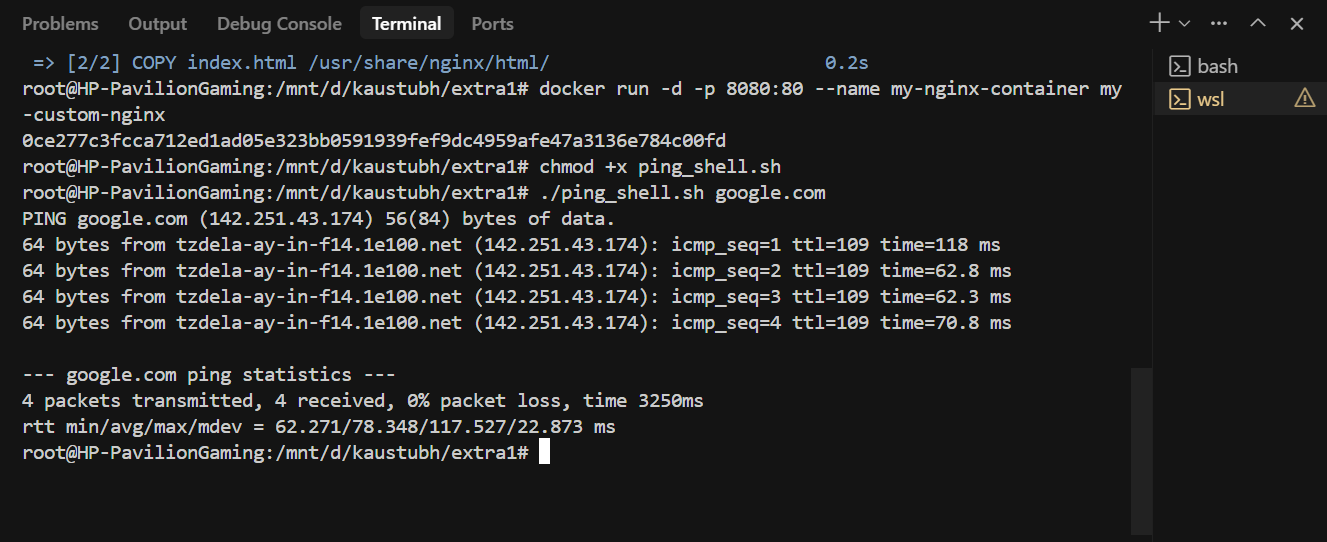 Problems Output Debug Console Terminal Ports
=> [2/2] COPY index.html /usr/share/nginx/html/ 0.2s
root@HP-PavilionGaming:/mnt/d/kaustubh/extra1# docker run -d -p 8080:80 --name my-nginx-container my
-custom-nginx
0ce277c3fcca712ed1ad05e323bb0591939fef9dc4959afe47a3136e784c00fd
root@HP-PavilionGaming:/mnt/d/kaustubh/extra1# chmod +x ping_shell.sh
root@HP-PavilionGaming:/mnt/d/kaustubh/extra1# ./ping_shell.sh google.com
PING google.com (142.251.43.174) 56(84) bytes of data.
64 bytes from tzdela-ay-in-f14.1e100.net (142.251.43.174): icmp_seq=1 ttl=109 time=118 ms
64 bytes from tzdela-ay-in-f14.1e100.net (142.251.43.174): icmp_seq=2 ttl=109 time=62.8 ms
64 bytes from tzdela-ay-in-f14.1e100.net (142.251.43.174): icmp_seq=3 ttl=109 time=62.3 ms
64 bytes from tzdela-ay-in-f14.1e100.net (142.251.43.174): icmp_seq=4 ttl=109 time=70.8 ms
--- google.com ping statistics ---
4 packets transmitted, 4 received, 0% packet loss, time 3250ms
rtt min/avg/max/mdev = 62.271/78.348/117.527/22.873 ms
root@HP-PavilionGaming:/mnt/d/kaustubh/extra1#
bash
wsl